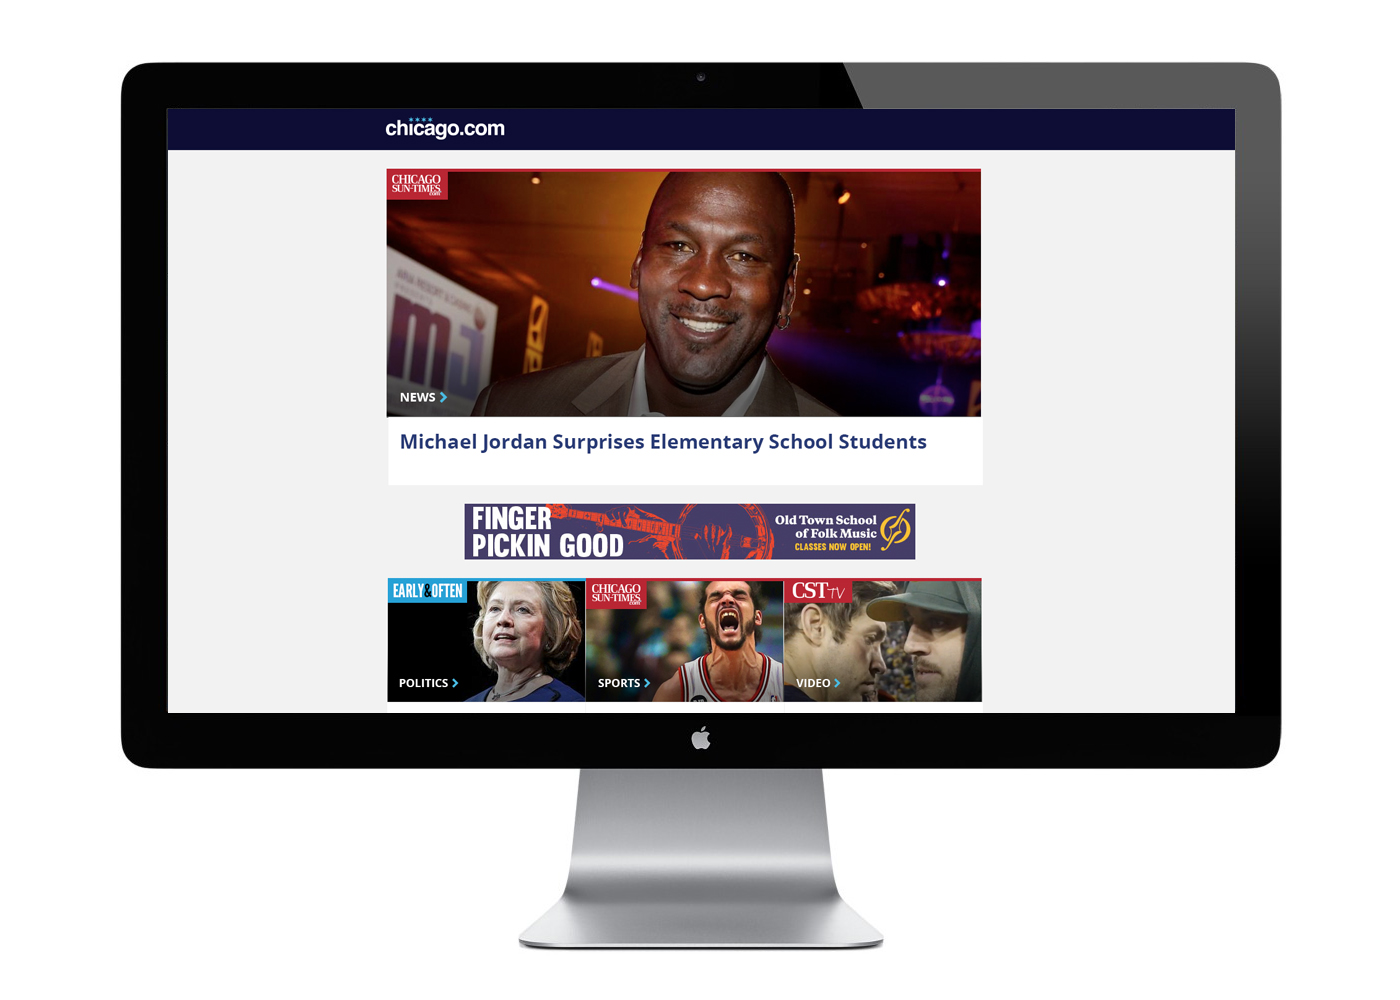 chicago.com
CHICAGO
SUN-TIMES
.com
MJ
NEWS
Michael Jordan Surprises Elementary School Students
FINGER
PICKIN GOOD
Old Town School
of Folk Music
CLASSES NOW OPEN!
EARLY&OFTEN
CHICAGO
SUN-TIMES
.com
CST TV
POLITICS
SPORTS
VIDEO